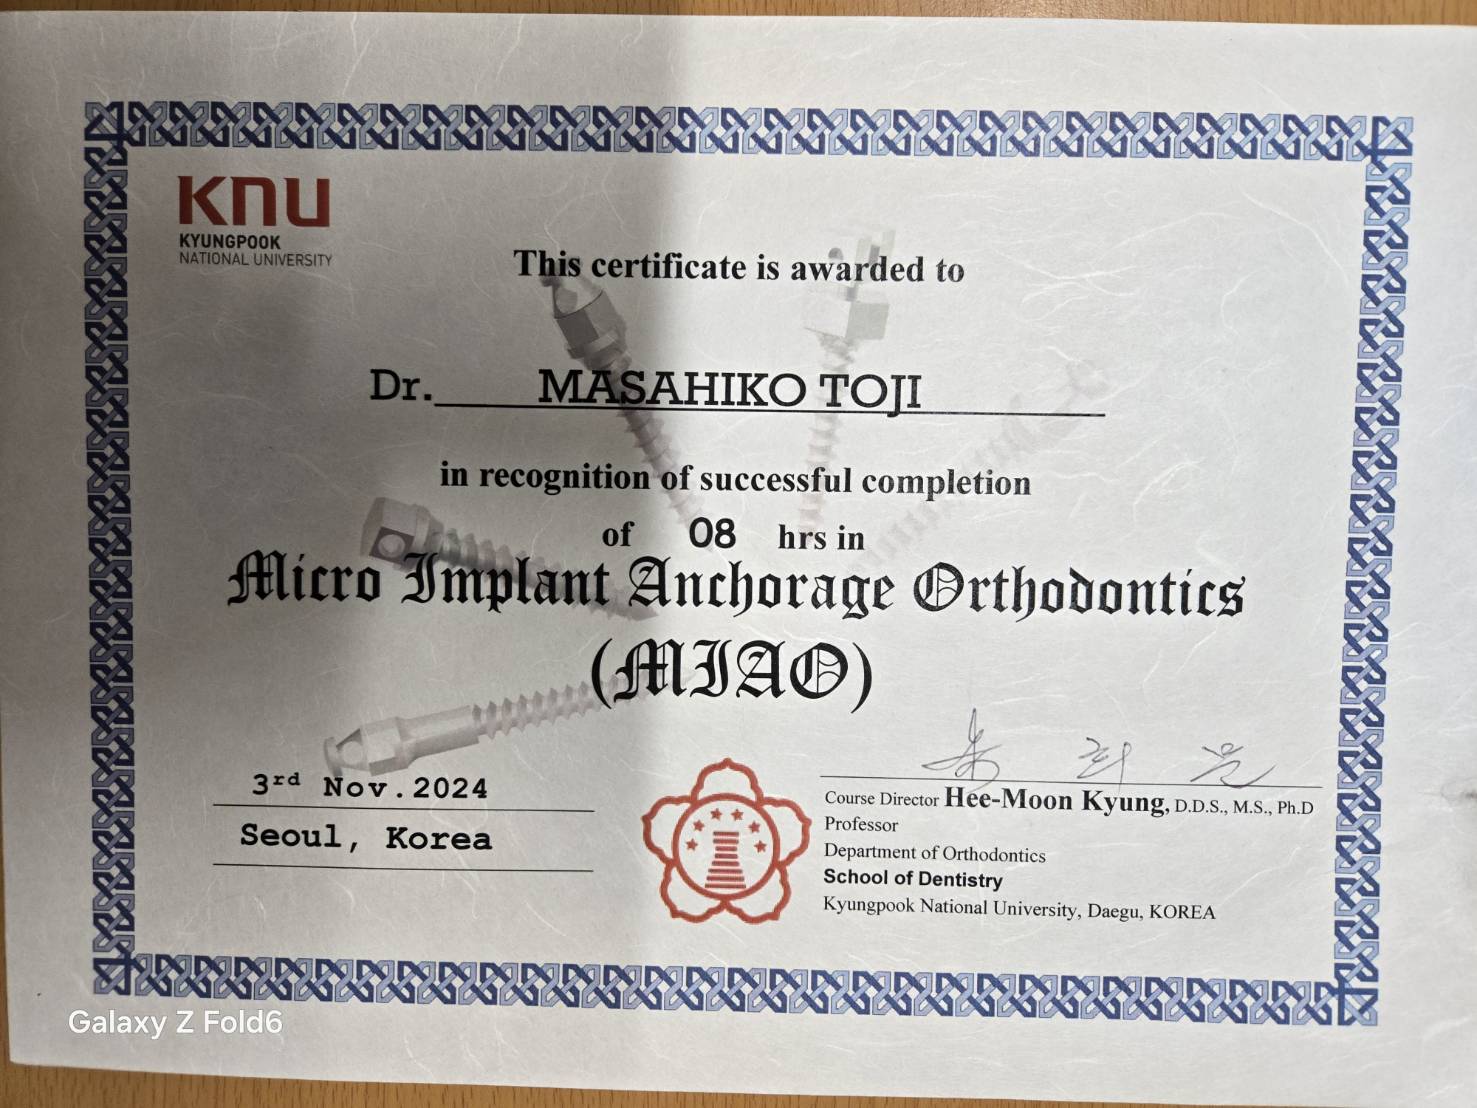 KNU
KYUNGPOOK
NATIONAL UNIVERSITY
This certificate is awarded to
Dr. MASAHIKO TOJI
in recognition of successful completion
of 08 hrs in
Micro Implant Anchorage Orthodontics
(MIAO)
3rd Nov.2024
Seoul, Korea
Course Director Hee-Moon Kyung, D.D.S., M.S., Ph.D
Professor
Department of Orthodontics
School of Dentistry
Kyungpook National University, Daegu, KOREA
Galaxy Z Fold6